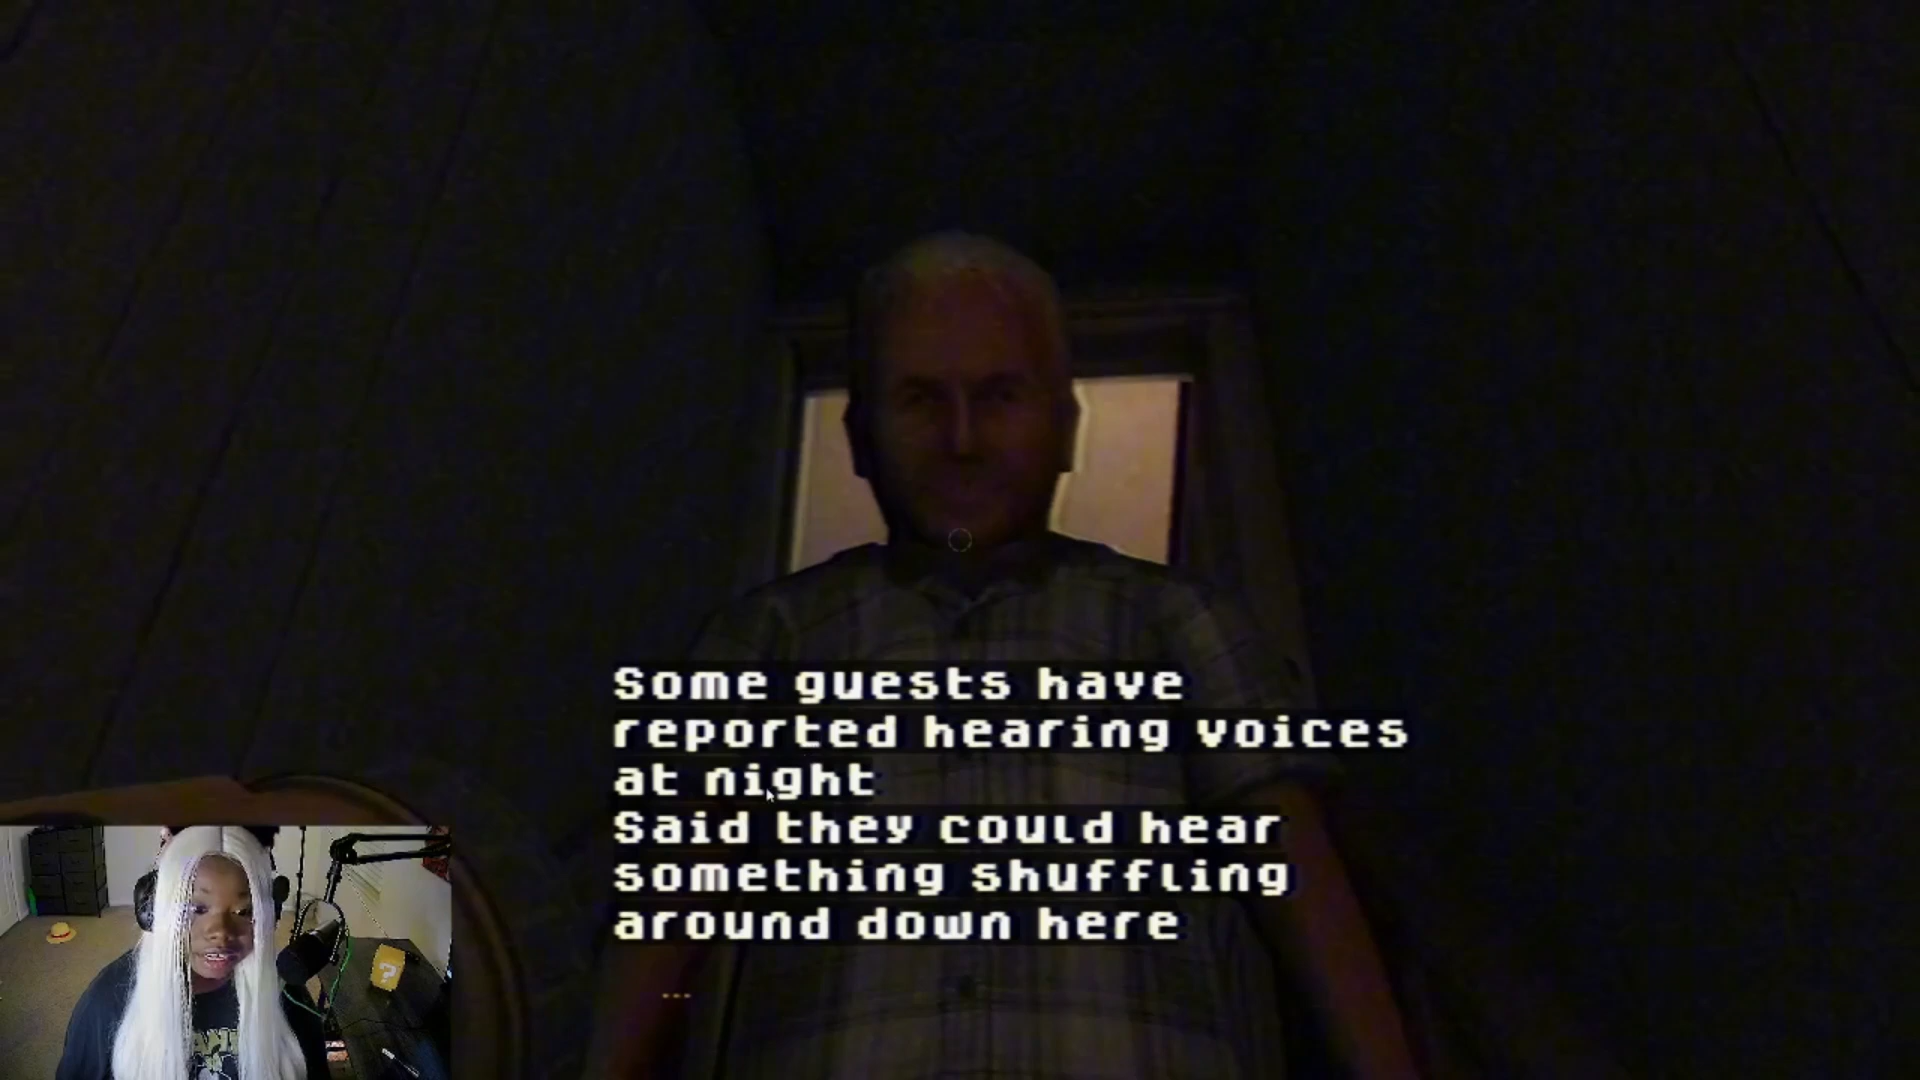 Some guests have
reported hearing voices
at night
Said they could hear
something shuffling
around down here
...
?